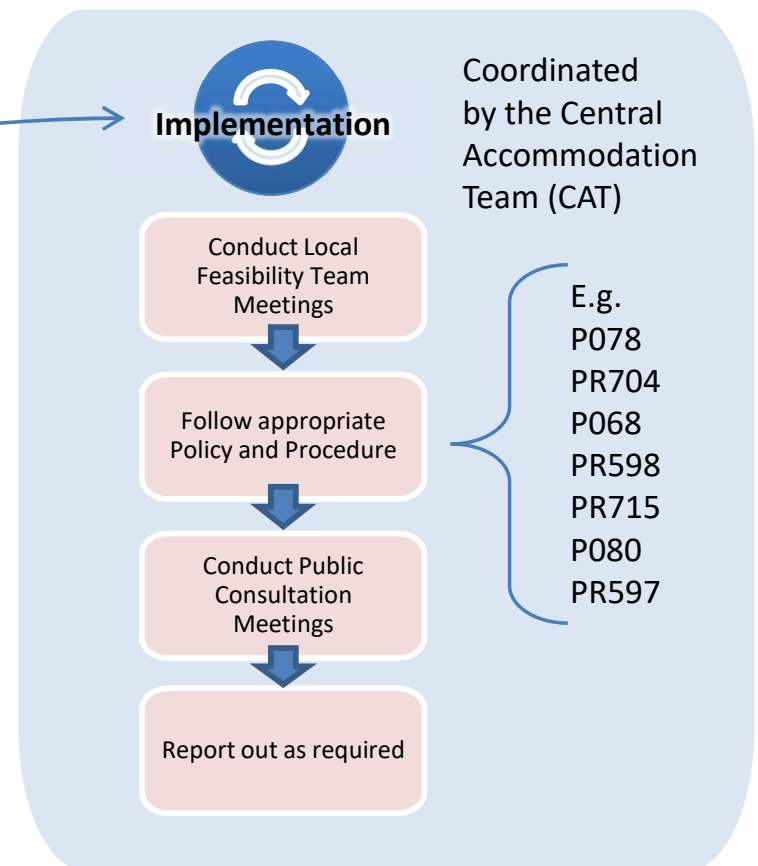 Implementation
Coordinated
by the Central
Accommodation
Team (CAT)
Conduct Local
Feasibility Team
Meetings
Follow appropriate
Policy and Procedure
E.g.
P078
PR704
P068
PR598
PR715
P080
PR597
Conduct Public
Consultation
Meetings
Report out as required